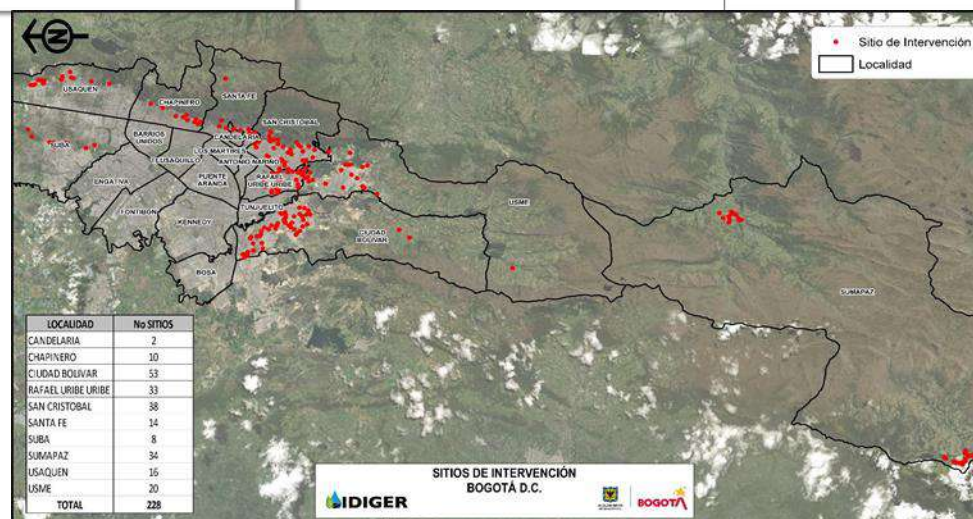 N
Sitio de Intervención
Localidad
USAQUEN
SUBA
CHAPINERO
SANTA FE
SAN CRISTOBAL
BARRIOS UNIDOS
CANDELARIA
TEUSAQUILLO
LOS MARTIRES
ANTONIO NARIÑO
PUENTE ARANDA
RAFAEL URIBE URIBE
ENGATIVA
FONTIBON
KENNEDY
TUNJUELITO
BOSA
CIUDAD BOLIVAR
USME
SUMAPAZ
LOCALIDAD No SITIOS
CANDELARIA 2
CHAPINERO 10
CIUDAD BOLIVAR 53
RAFAEL URIBE URIBE 33
SAN CRISTOBAL 38
SANTA FE 14
SUBA 8
SUMAPAZ 34
USAQUEN 16
USME 20
TOTAL 228
SITIOS DE INTERVENCIÓN
BOGOTÁ D.C.
IDIGER
BOGOTÁ